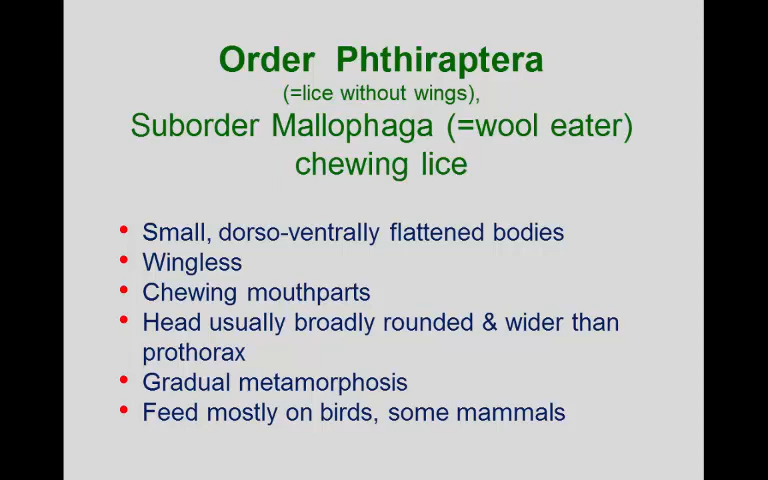 Order Phthiraptera
(=lice without wings),
Suborder Mallophaga (=wool eater)
chewing lice
• Small, dorso-ventrally flattened bodies
• Wingless
• Chewing mouthparts
• Head usually broadly rounded & wider than
prothorax
• Gradual metamorphosis
• Feed mostly on birds, some mammals